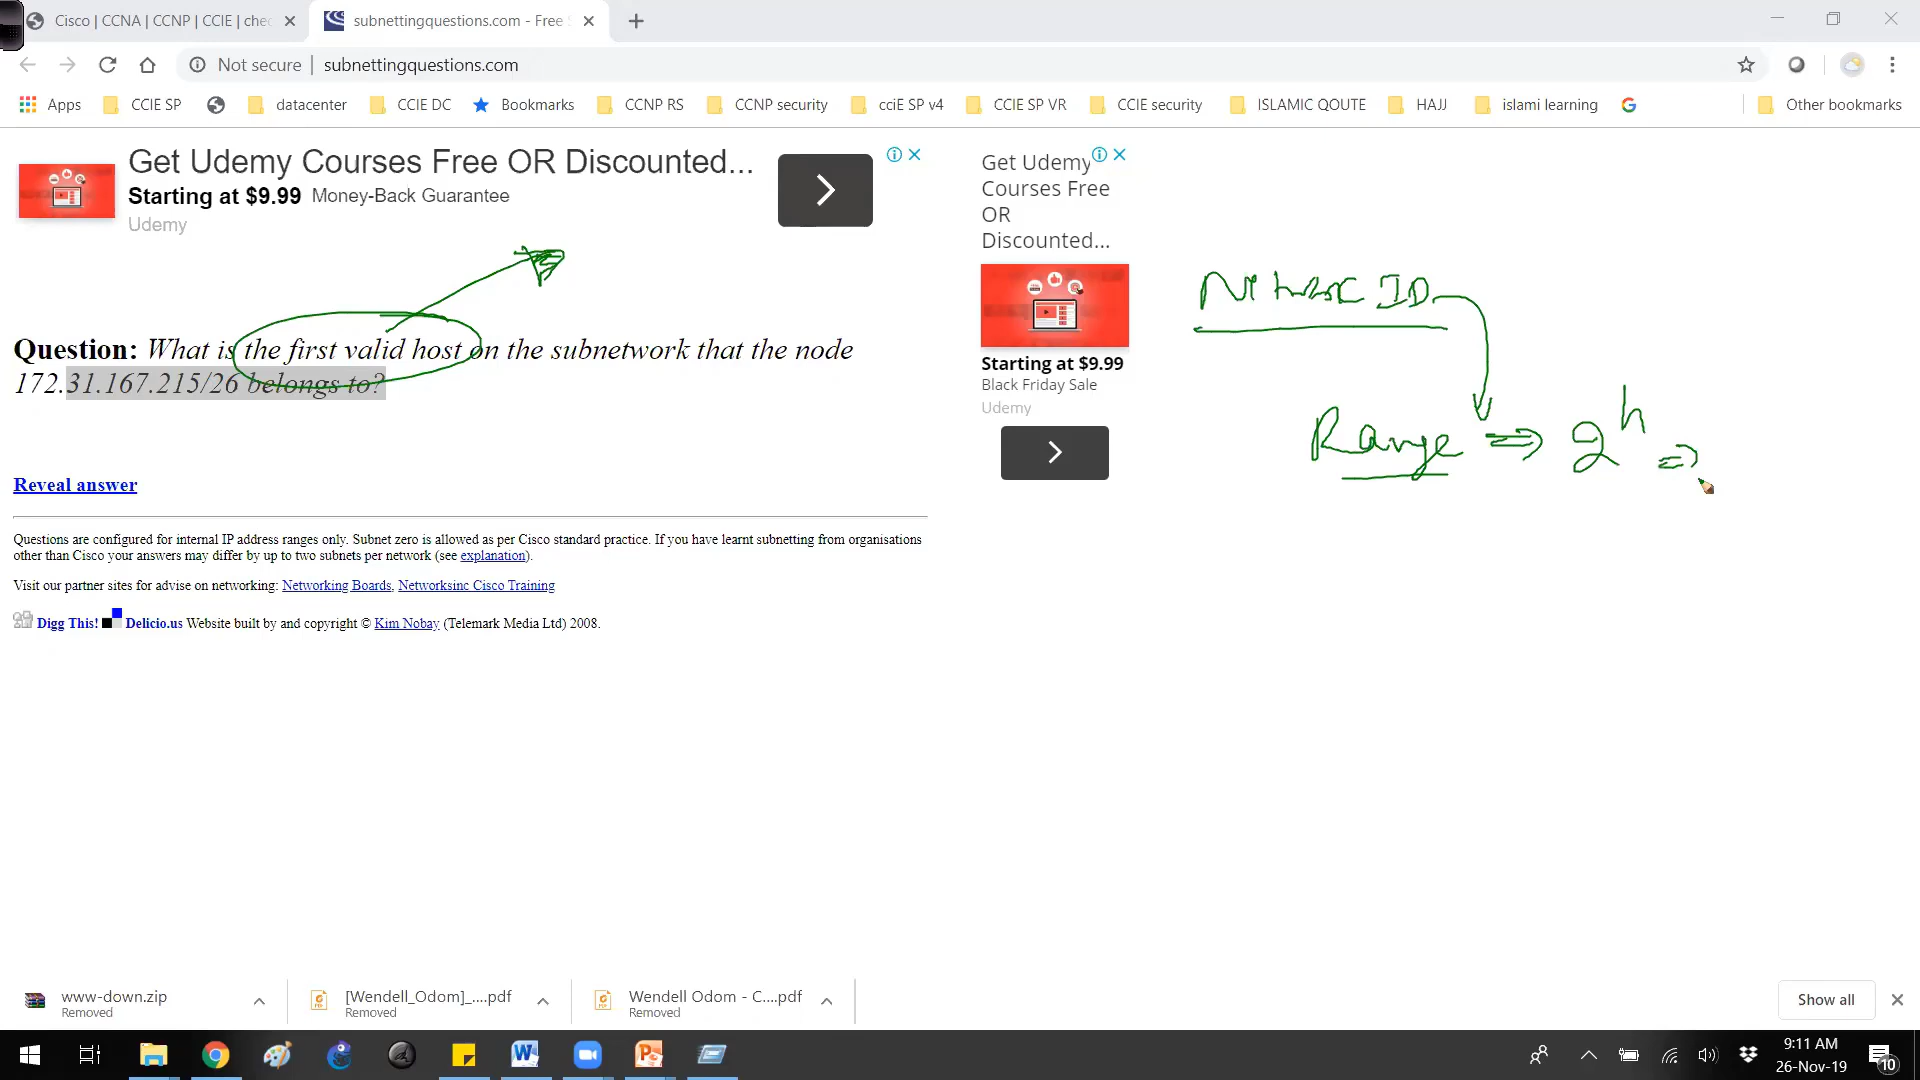 Cisco | CCNA | CCNP | CCIE | chec
subnettingquestions.com - Free S
Not secure | subnettingquestions.com
Apps
CCIE SP
datacenter
CCIE DC
Bookmarks
CCNP RS
CCNP security
cciE SP v4
CCIE SP VR
CCIE security
ISLAMIC QOUTE
HAJJ
islami learning
Other bookmarks
Get Udemy Courses Free OR Discounted...
Starting at $9.99 Money-Back Guarantee
Udemy
Get Udemy
Courses Free
OR
Discounted...
Starting at $9.99
Black Friday Sale
Udemy
Question: What is the first valid host on the subnetwork that the node
172.31.167.215/26 belongs to?
Reveal answer
Questions are configured for internal IP address ranges only. Subnet zero is allowed as per Cisco standard practice. If you have learnt subnetting from organisations
other than Cisco your answers may differ by up to two subnets per network (see explanation).
Visit our partner sites for advise on networking: Networking Boards, Networksinc Cisco Training
Digg This! Delicio.us Website built by and copyright © Kim Nobay (Telemark Media Ltd) 2008.
ID
Range ⇒ 2^h ⇒
www-down.zip
Removed
[Wendell_Odom]_....pdf
Removed
Wendell Odom - C....pdf
Removed
Show all
9:11 AM
26-Nov-19
10